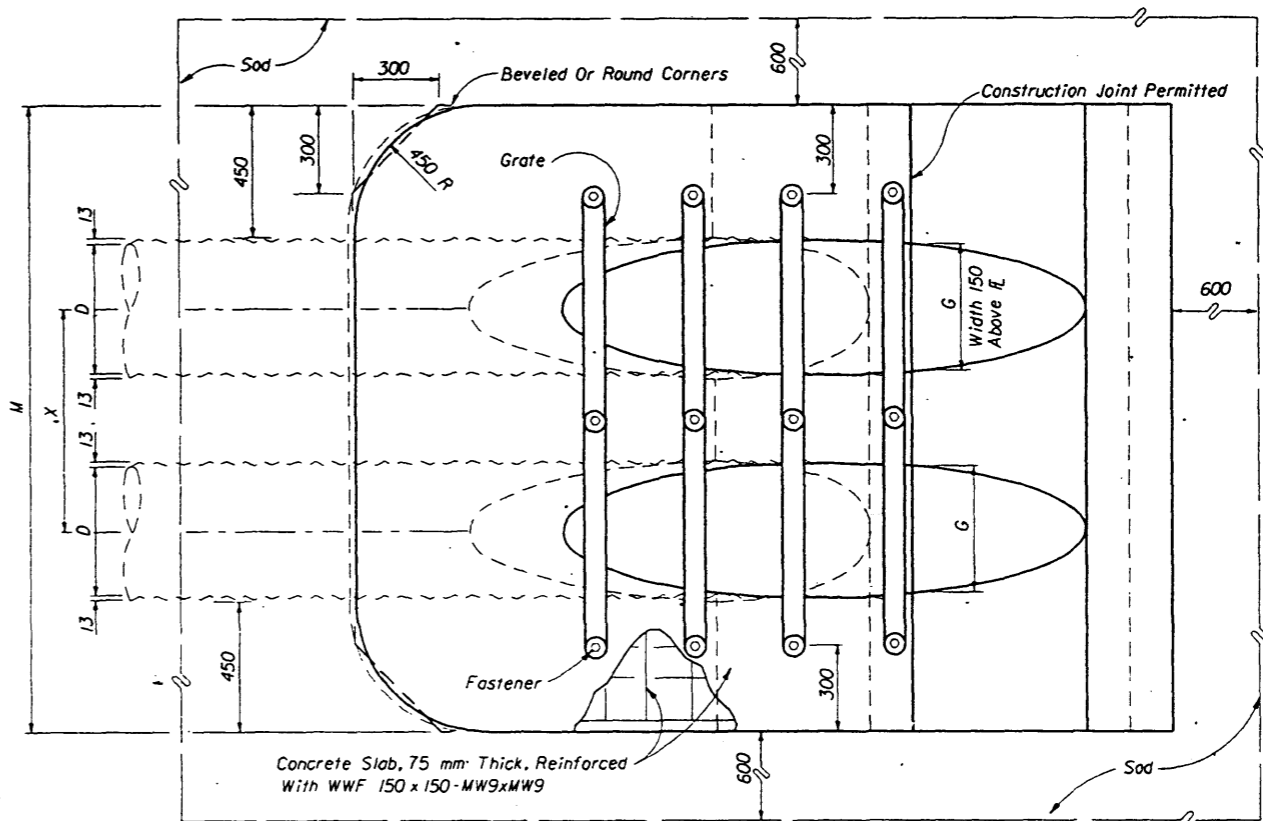 Sod
300
Beveled Or Round Corners
600
Construction Joint Permitted
450
300
450 R
Grate
300
13
D
G
Width 150
Above FL
600
M
X
13
13
D
G
13
450
Fastener
300
Concrete Slab, 75 mm Thick, Reinforced
With WWF 150 x 150-MW9xMW9
600
Sod